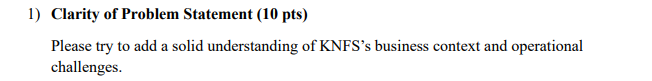 1) Clarity of Problem Statement (10 pts)
Please try to add a solid understanding of KNFS’s business context and operational
challenges.